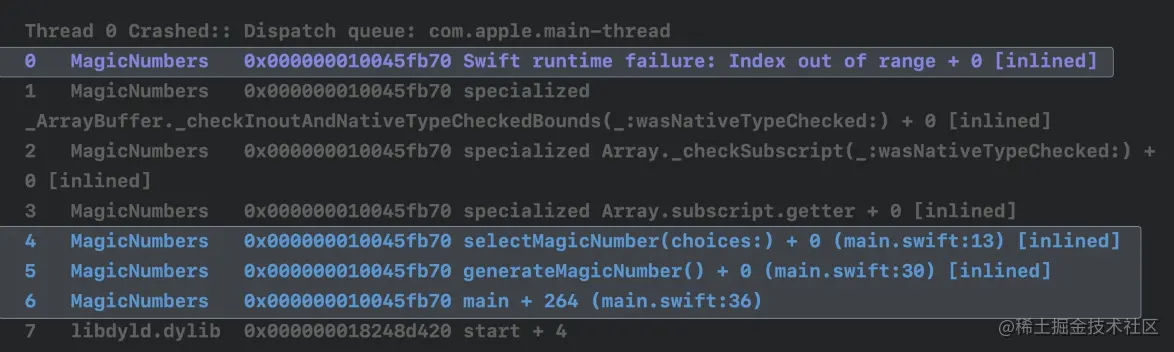 Thread 0 Crashed:: Dispatch queue: com.apple.main-thread
0 MagicNumbers 0x000000010045fb70 Swift runtime failure: Index out of range + 0 [inlined]
1 MagicNumbers 0x000000010045fb70 specialized
_ArrayBuffer._checkInoutAndNativeTypeCheckedBounds(_:wasNativeTypeChecked:) + 0 [inlined]
2 MagicNumbers 0x000000010045fb70 specialized Array._checkSubscript(_:wasNativeTypeChecked:) +
0 [inlined]
3 MagicNumbers 0x000000010045fb70 specialized Array.subscript.getter + 0 [inlined]
4 MagicNumbers 0x000000010045fb70 selectMagicNumber(choices:) + 0 (main.swift:13) [inlined]
5 MagicNumbers 0x000000010045fb70 generateMagicNumber() + 0 (main.swift:30) [inlined]
6 MagicNumbers 0x000000010045fb70 main + 264 (main.swift:36)
7 libdyld.dylib 0x000000018248d420 start + 4
@稀土掘金技术社区